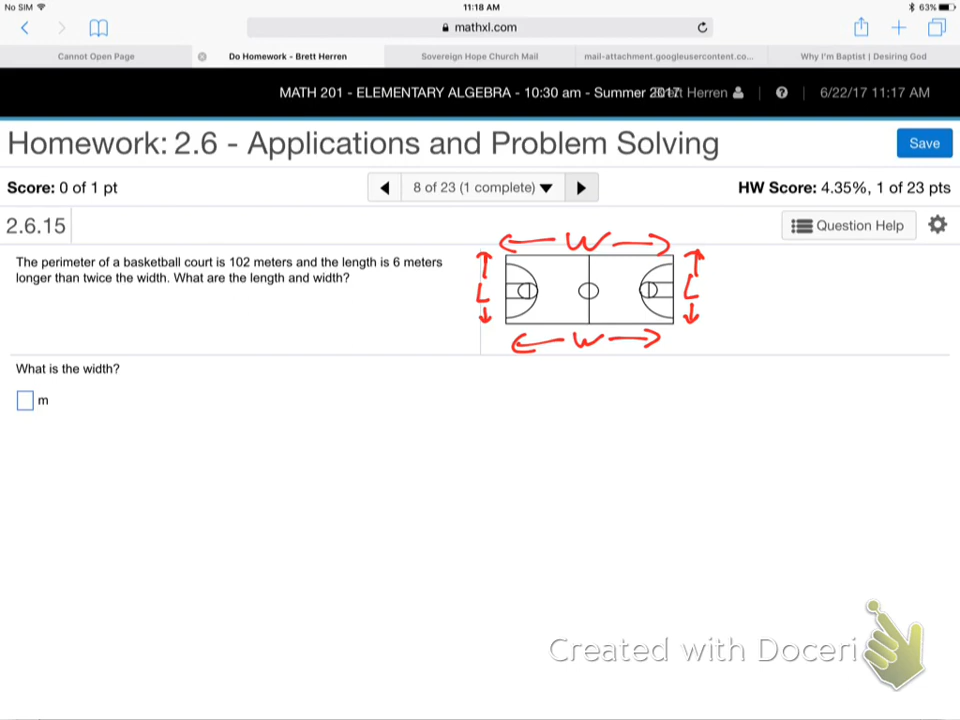 No SIM 11:18 AM 63%
mathxl.com
Cannot Open Page Do Homework - Brett Herren Sovereign Hope Church Mail mail-attachment.googleusercontent.co... Why I'm Baptist | Desiring God
MATH 201 - ELEMENTARY ALGEBRA - 10:30 am - Summer 2017 Herren 6/22/17 11:17 AM
Homework: 2.6 - Applications and Problem Solving Save
Score: 0 of 1 pt 8 of 23 (1 complete) HW Score: 4.35%, 1 of 23 pts
2.6.15 Question Help
W
The perimeter of a basketball court is 102 meters and the length is 6 meters
longer than twice the width. What are the length and width?
L L
W
What is the width?
m
Created with Doceri